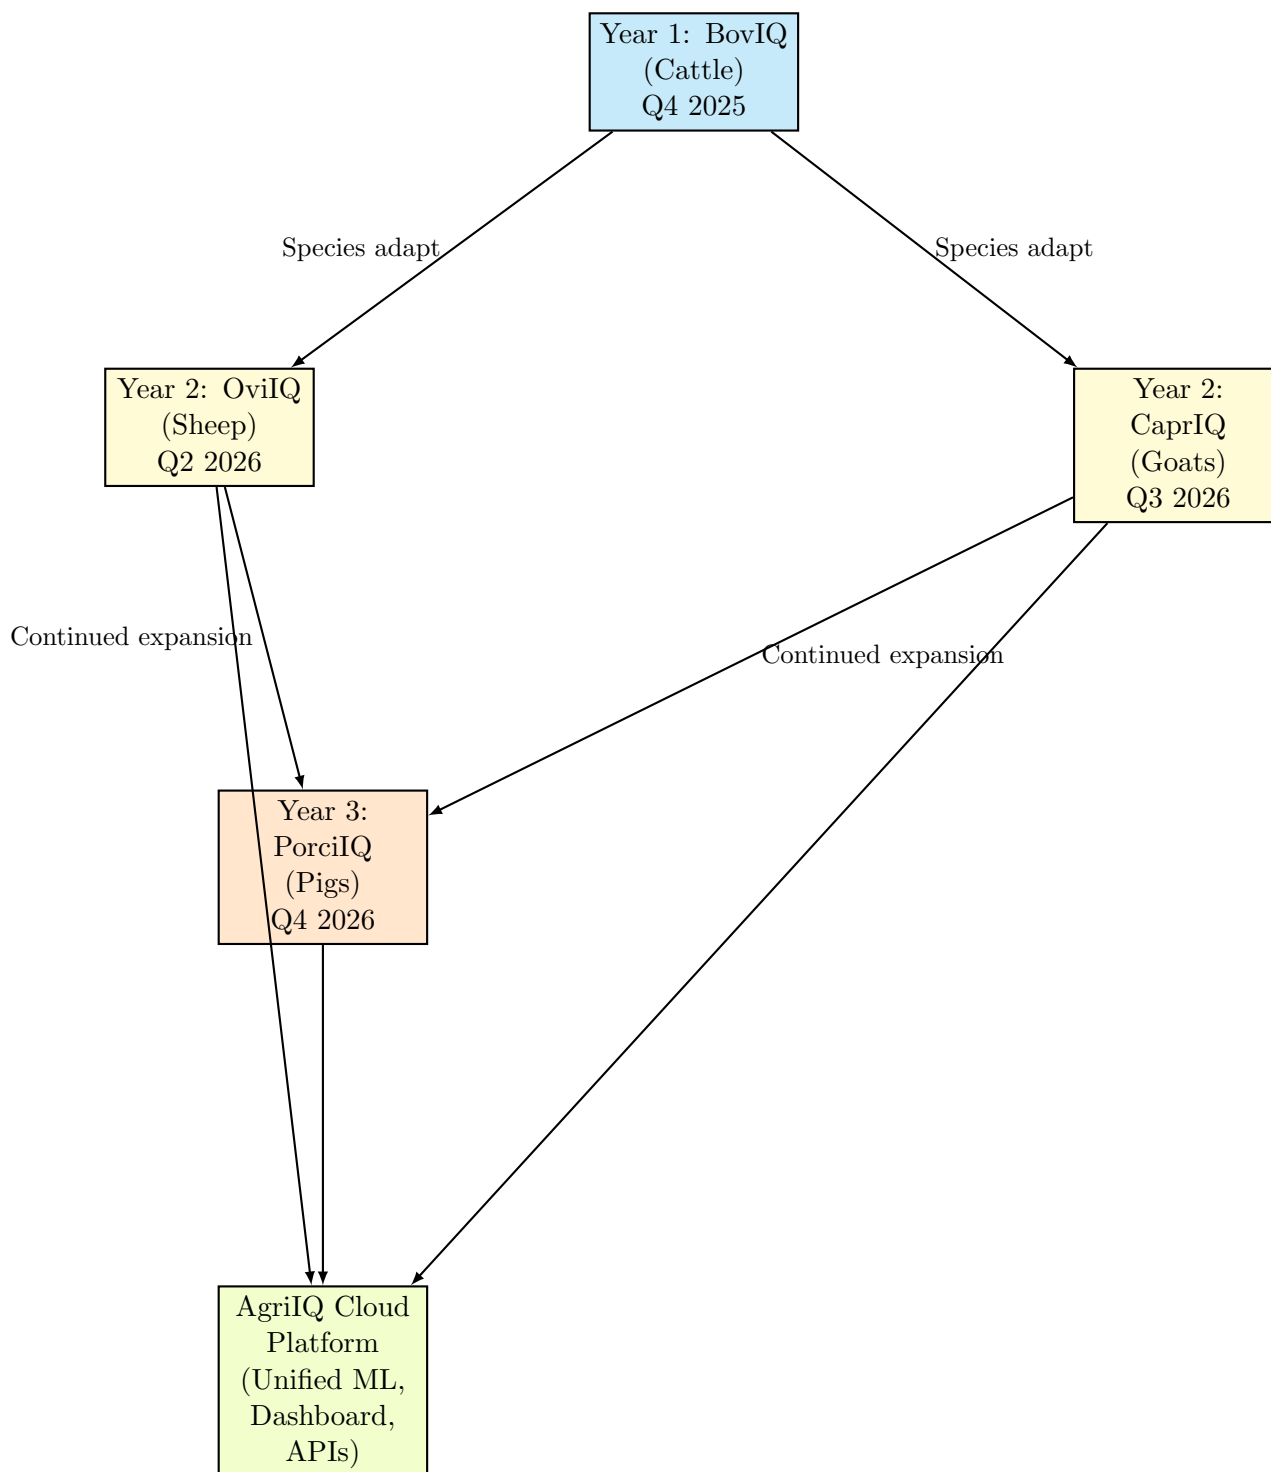 Year 1: BovIQ
(Cattle)
Q4 2025
Species adapt
Species adapt
Year 2: OviIQ
(Sheep)
Q2 2026
Year 2:
CaprIQ
(Goats)
Q3 2026
Continued expansion
Continued expansion
Year 3:
PorciIQ
(Pigs)
Q4 2026
AgriIQ Cloud
Platform
(Unified ML,
Dashboard,
APIs)